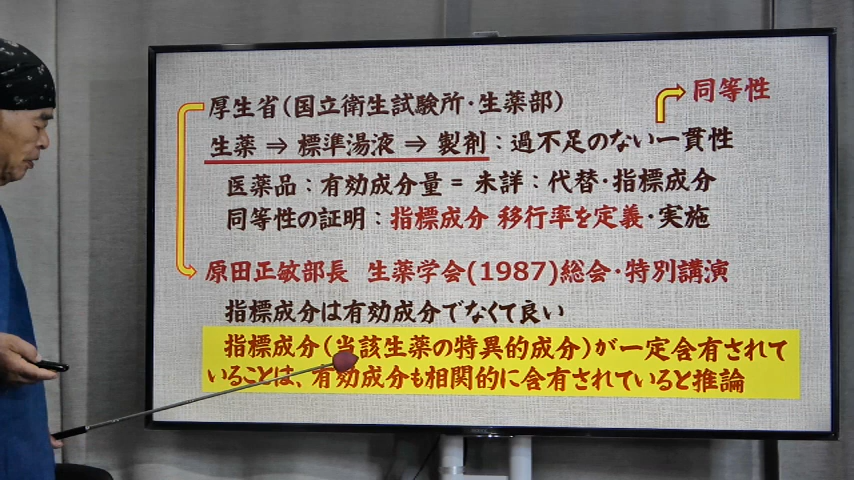 同等性
厚生省(国立衛生試験所・生薬部)
生薬 ⇒ 標準湯液 ⇒ 製剤:過不足のない一貫性
医薬品:有効成分量 = 未詳:代替・指標成分
同等性の証明:指標成分 移行率を定義・実施
原田正敏部長 生薬学会(1987)総会・特別講演
指標成分は有効成分でなくて良い
指標成分(当該生薬の特異的成分)が一定含有されて
いることは、有効成分も相関的に含有されていると推論